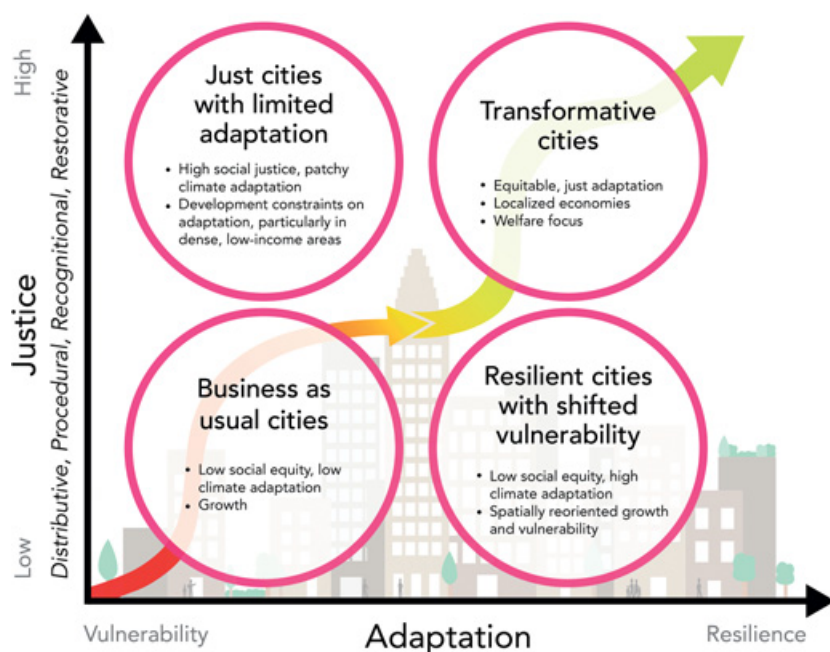 High
Justice
Distributive, Procedural, Recognitional, Restorative
Low
Just cities
with limited
adaptation
• High social justice, patchy
climate adaptation
• Development constraints on
adaptation, particularly in
dense, low-income areas
Transformative
cities
• Equitable, just adaptation
• Localized economies
• Welfare focus
Business as
usual cities
• Low social equity, low
climate adaptation
• Growth
Resilient cities
with shifted
vulnerability
• Low social equity, high
climate adaptation
• Spatially reoriented growth
and vulnerability
Vulnerability
Adaptation
Resilience